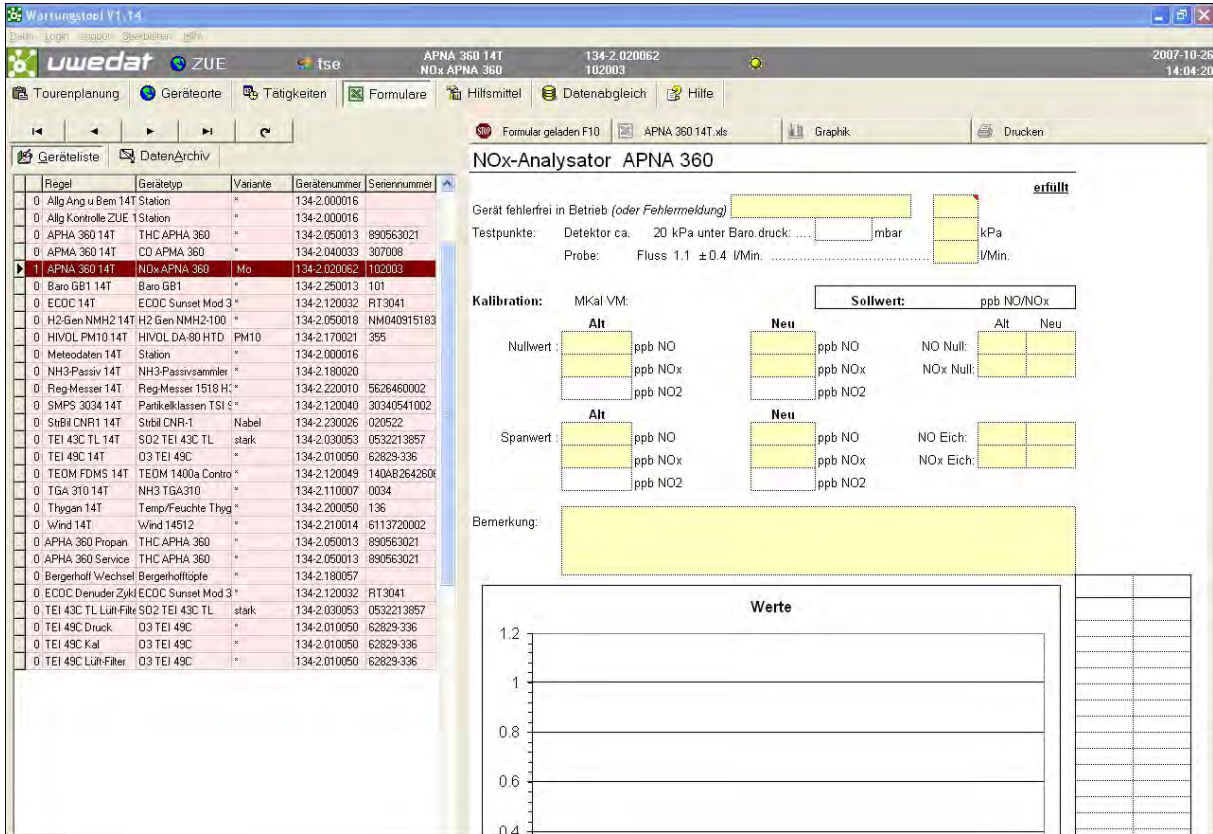 Wartungstool V1.14
Datei Login Support Bearbeiten Hilfe
uwedat ZUE tse APNA 360 14T 134-2.020062 2007-10-26
NOx APNA 360 102003 14:04:20
Tourenplanung Geräteorte Tätigkeiten Formulare Hilfsmittel Datenabgleich Hilfe
STOP Formular geladen F10 APNA 360 14T.xls Graphik Drucken
Geräteliste DatenArchiv
Regel Gerätetyp Variante Gerätenummer Seriennummer
0 Allg Ang u Bem 14T Station * 134-2.000016
0 Allg Kontrolle ZUE 1 Station * 134-2.000016
0 APHA 360 14T THC APHA 360 * 134-2.050013 890563021
0 APMA 360 14T CO APMA 360 * 134-2.040033 307008
1 APNA 360 14T NOx APNA 360 Mo 134-2.020062 102003
0 Baro GB1 14T Baro GB1 * 134-2.250013 101
0 ECOC 14T ECOC Sunset Mod 3 * 134-2.120032 RT3041
0 H2-Gen NMH2 14T H2 Gen NMH2-100 * 134-2.050018 NM040915183
0 HIVOL PM10 14T HIVOL DA-80 HTD PM10 134-2.170021 355
0 Meteodaten 14T Station * 134-2.000016
0 NH3-Passiv 14T NH3-Passivsammler * 134-2.180020
0 Reg-Messer 14T Reg-Messer 1518 H3 * 134-2.220010 5626460002
0 SMPS 3034 14T Partikelklassen TSI S * 134-2.120040 30340541002
0 StrBil CNR1 14T Strbil CNR-1 Nabel 134-2.230026 020522
0 TEI 43C TL 14T SO2 TEI 43C TL stark 134-2.030053 0532213857
0 TEI 49C 14T O3 TEI 49C * 134-2.010050 62829-336
0 TEOM FDMS 14T TEOM 1400a Contro * 134-2.120049 140AB2642606
0 TGA 310 14T NH3 TGA310 * 134-2.110007 0034
0 Thygan 14T Temp/Feuchte Thyg * 134-2.200050 136
0 Wind 14T Wind 14512 * 134-2.210014 6113720002
0 APHA 360 Propan THC APHA 360 * 134-2.050013 890563021
0 APHA 360 Service THC APHA 360 * 134-2.050013 890563021
0 Bergerhoff Wechsel Bergerhofftöpfe * 134-2.180057
0 ECOC Denuder Zykl ECOC Sunset Mod 3 * 134-2.120032 RT3041
0 TEI 43C TL Lüft-Filte SO2 TEI 43C TL stark 134-2.030053 0532213857
0 TEI 49C Druck O3 TEI 49C * 134-2.010050 62829-336
0 TEI 49C Kal O3 TEI 49C * 134-2.010050 62829-336
0 TEI 49C Lüft-Filter O3 TEI 49C * 134-2.010050 62829-336
NOx-Analysator APNA 360
erfüllt
Gerät fehlerfrei in Betrieb (oder Fehlermeldung)
Testpunkte: Detektor ca. 20 kPa unter Baro.druck: .... mbar kPa
Probe: Fluss 1.1 ±0.4 l/Min. l/Min.
Kalibration: MKal VM: Sollwert: ppb NO/NOx
Alt Neu Alt Neu
Nullwert : ppb NO ppb NO NO Null:
ppb NOx ppb NOx NOx Null:
ppb NO2 ppb NO2
Alt Neu
Spanwert : ppb NO ppb NO NO Eich:
ppb NOx ppb NOx NOx Eich:
ppb NO2 ppb NO2
Bemerkung:
Werte
1.2
1
0.8
0.6
0.4